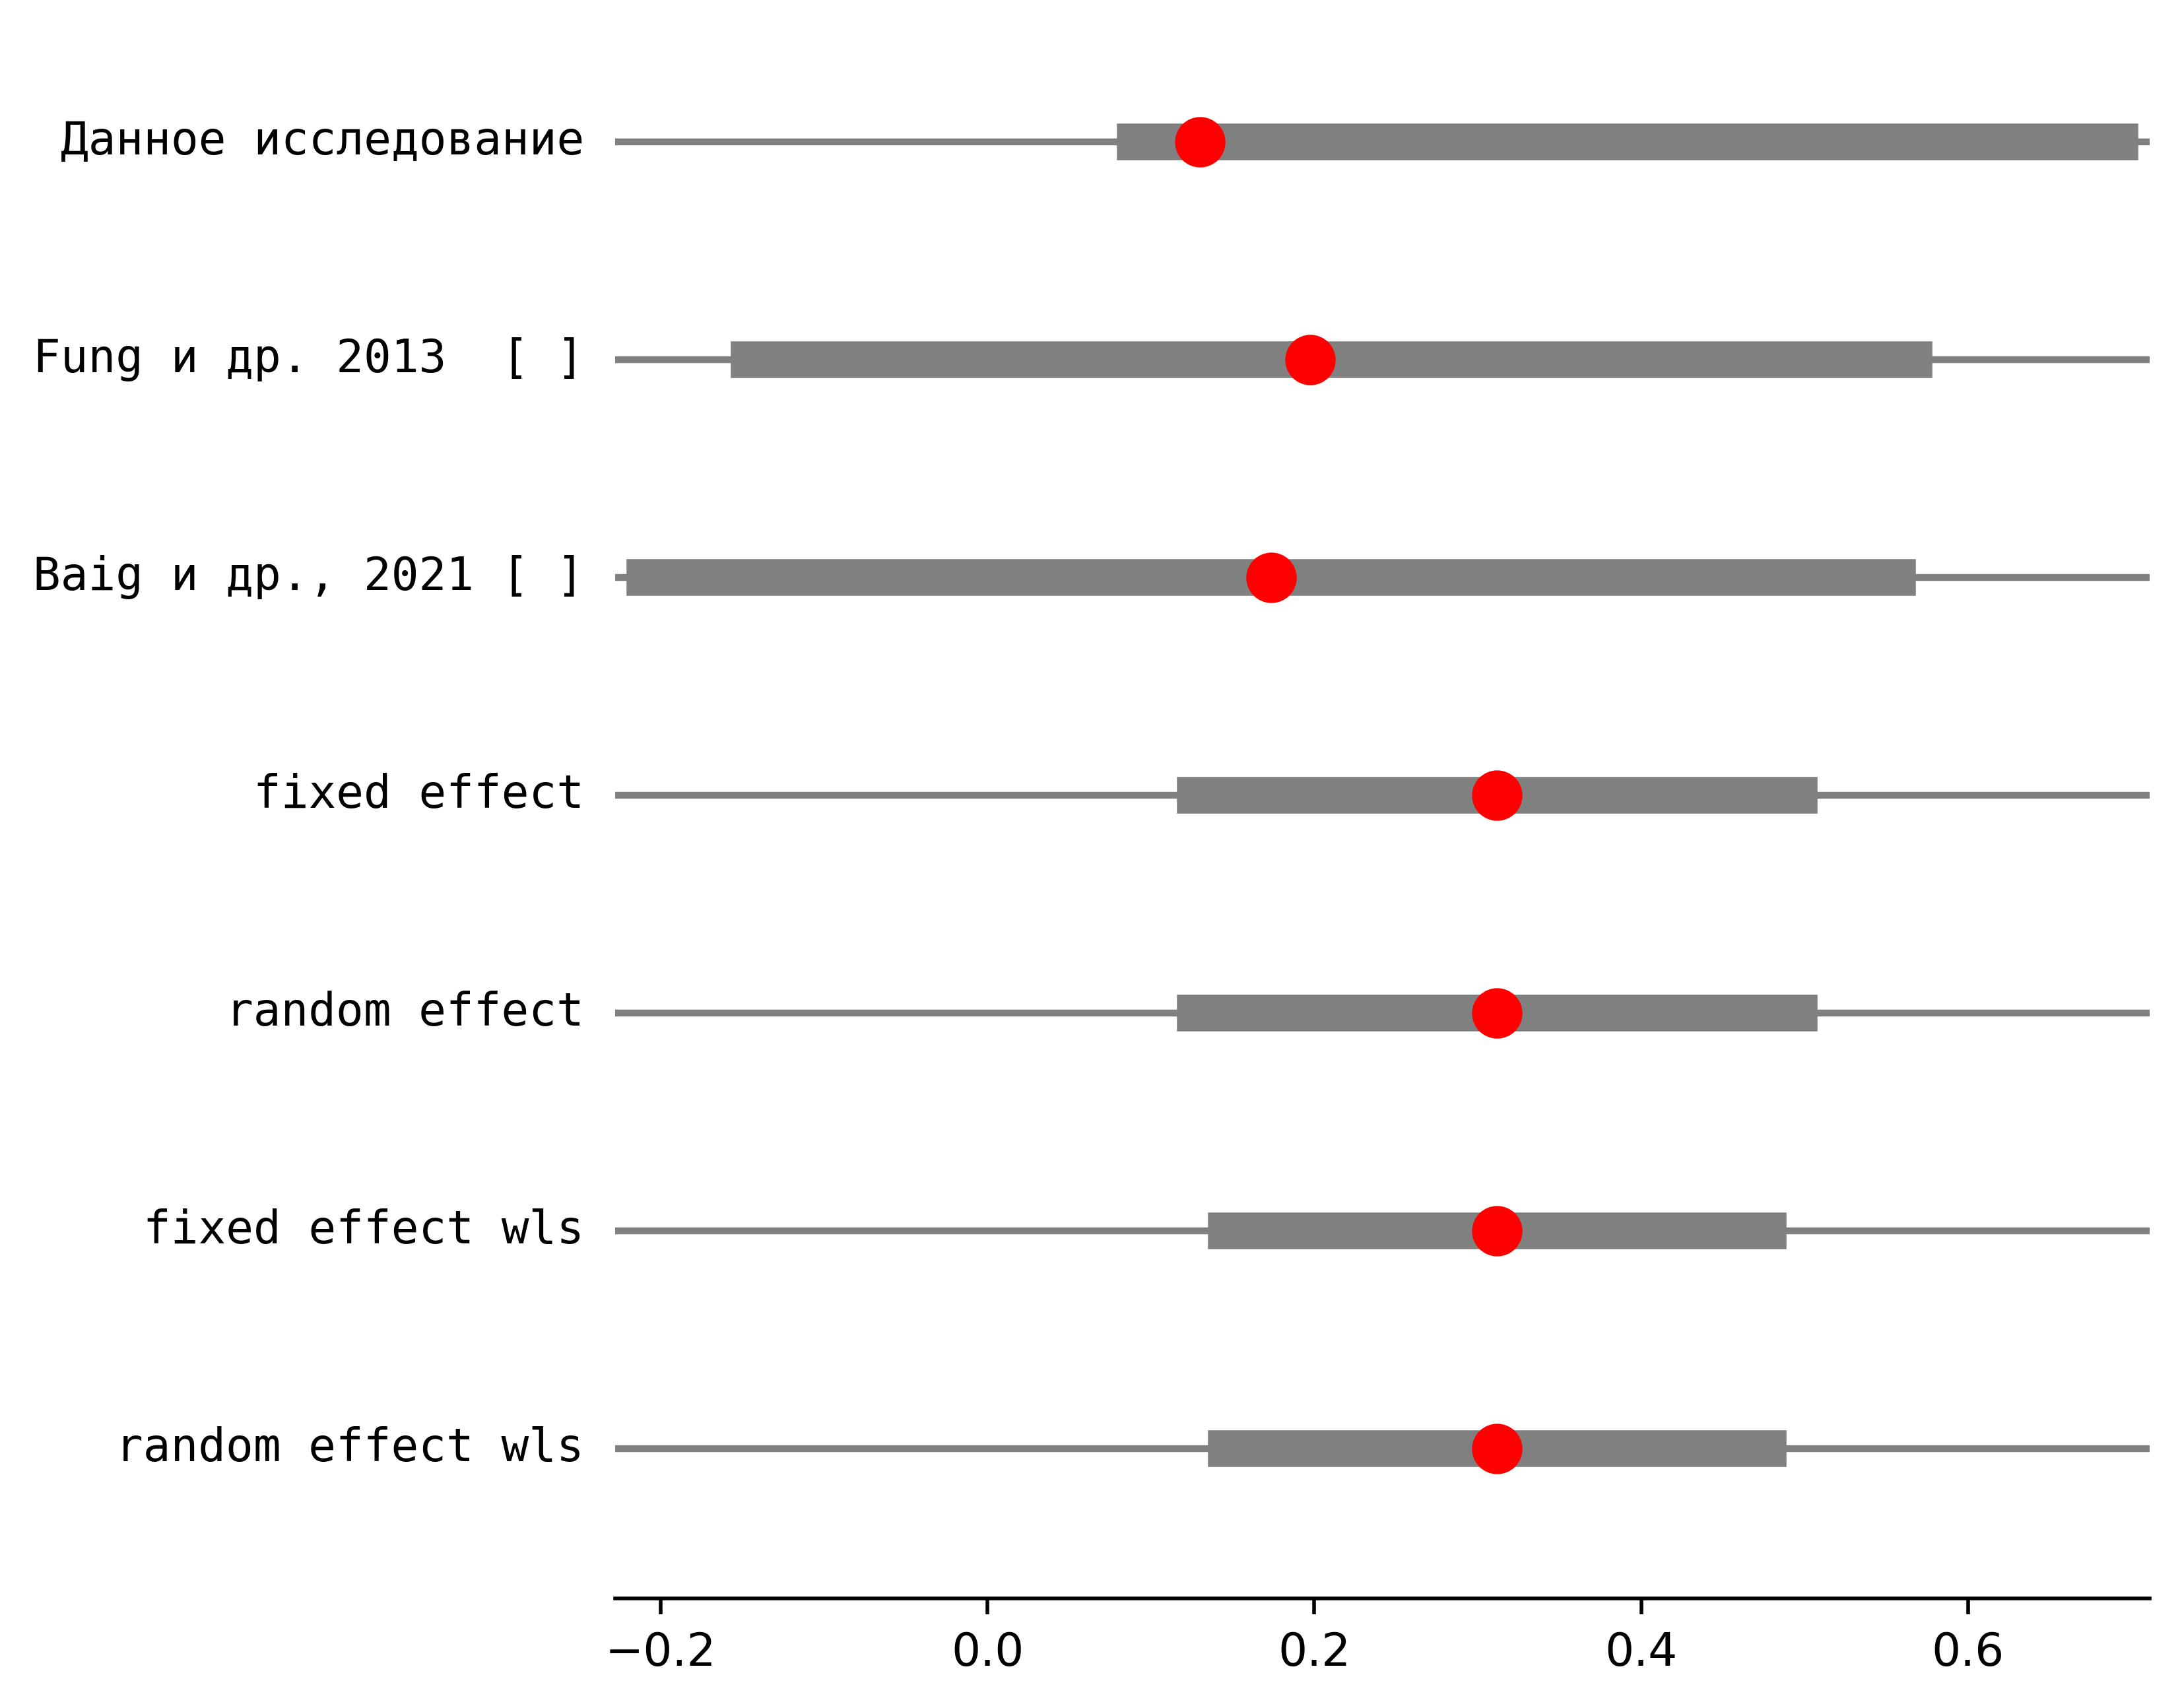 Данное исследование
Fung и др. 2013  [ ]
Baig и др., 2021 [ ]
fixed effect
random effect
fixed effect wls
random effect wls
−0.2 0.0 0.2 0.4 0.6